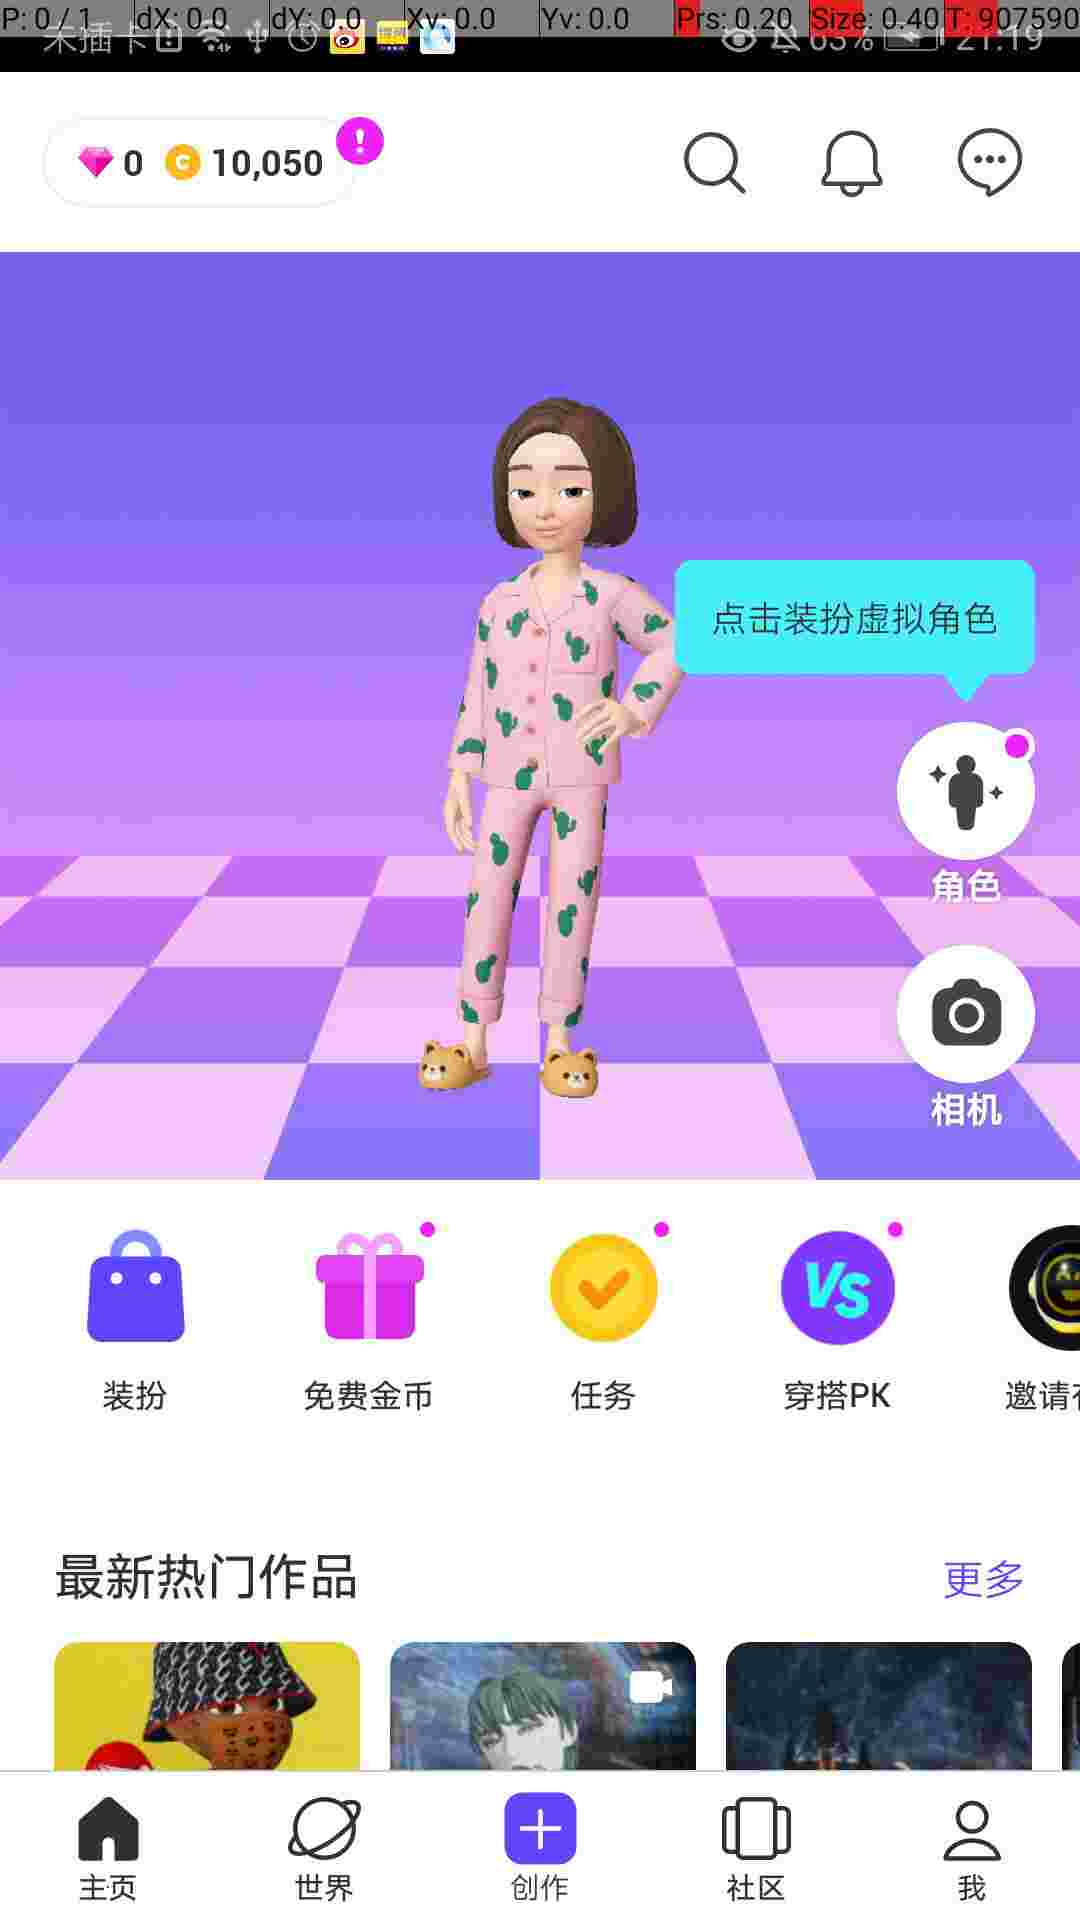 P: 0 / 1 dX: 0.0 dY: 0.0 Xv: 0.0 Yv: 0.0 Prs: 0.20 Size: 0.40 T: 907590
未插卡 63% 21:19
0 C 10,050
点击装扮虚拟角色
角色
相机
VS
装扮 免费金币 任务 穿搭PK 邀请
最新热门作品 更多
主页 世界 创作 社区 我